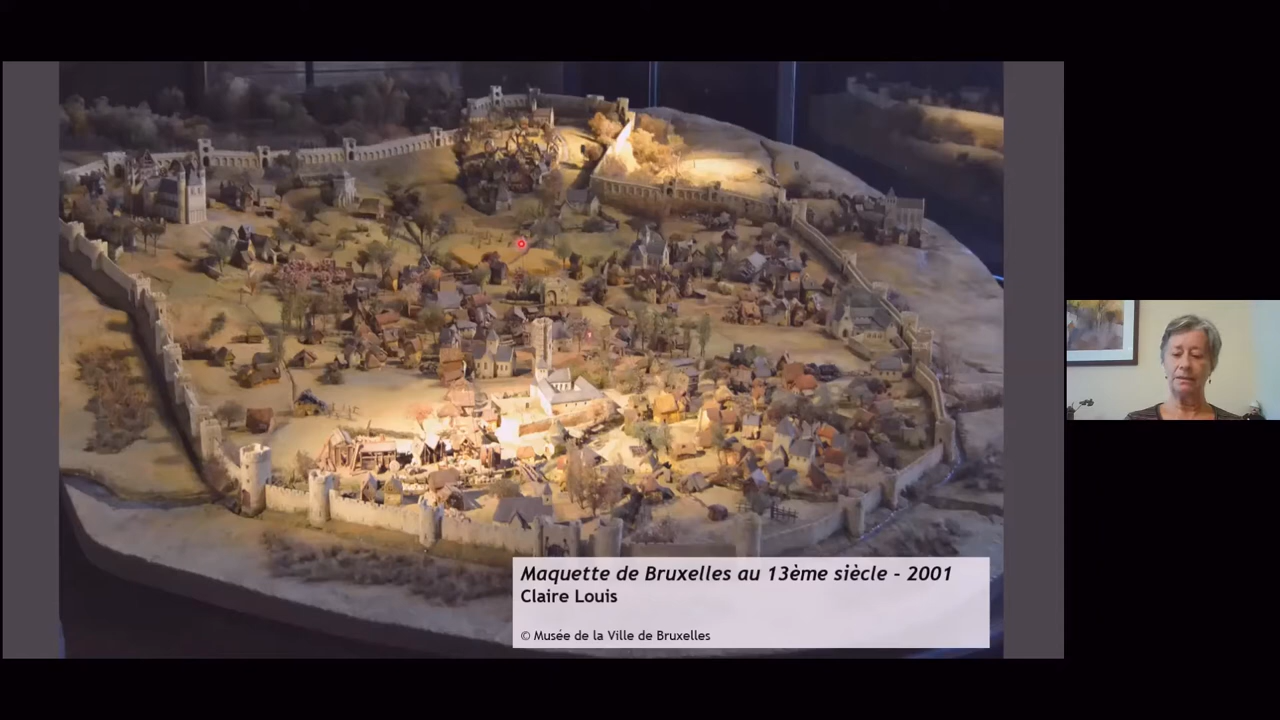 Maquette de Bruxelles au 13ème siècle - 2001
Claire Louis
© Musée de la Ville de Bruxelles